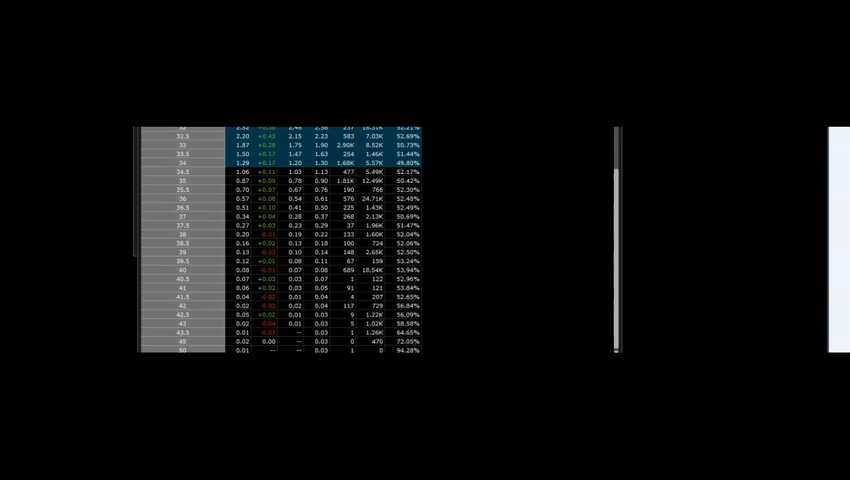 32 2.52 2.48 2.58 237 18.31K 52.21%
32.5 2.20 +0.43 2.15 2.23 583 7.03K 52.69%
33 1.87 +0.28 1.75 1.90 2.90K 8.52K 50.73%
33.5 1.50 +0.17 1.47 1.63 254 1.46K 51.44%
34 1.29 +0.17 1.20 1.30 1.68K 5.57K 49.80%
34.5 1.06 +0.11 1.03 1.13 477 5.49K 52.17%
35 0.87 +0.09 0.78 0.90 1.81K 12.49K 50.42%
35.5 0.70 +0.07 0.67 0.76 190 766 52.30%
36 0.57 +0.08 0.54 0.61 576 24.71K 52.48%
36.5 0.51 +0.10 0.41 0.50 225 1.43K 52.49%
37 0.34 +0.04 0.28 0.37 268 2.13K 50.69%
37.5 0.27 +0.03 0.23 0.29 37 1.96K 51.47%
38 0.20 -0.01 0.19 0.22 133 1.60K 52.04%
38.5 0.16 +0.02 0.13 0.18 100 724 52.06%
39 0.13 -0.02 0.10 0.14 148 2.65K 52.50%
39.5 0.12 +0.01 0.08 0.11 67 159 53.24%
40 0.08 -0.01 0.07 0.08 689 18.54K 53.94%
40.5 0.07 +0.03 0.03 0.07 1 122 52.96%
41 0.06 +0.02 0.03 0.05 91 121 53.84%
41.5 0.04 -0.02 0.01 0.04 4 207 52.65%
42 0.02 -0.02 0.02 0.04 117 729 56.84%
42.5 0.05 +0.02 0.01 0.03 9 1.22K 56.09%
43 0.02 -0.04 0.01 0.03 5 1.02K 58.58%
43.5 0.01 -0.01 -- 0.03 1 1.26K 64.65%
45 0.02 0.00 -- 0.03 0 470 72.05%
50 0.01 -- -- 0.03 1 0 94.28%